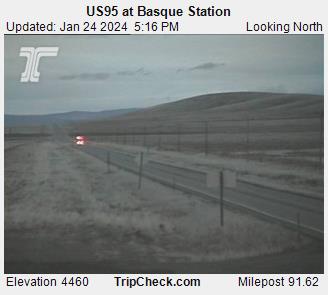 US95 at Basque Station
Updated: Jan 24 2024 5:16 PM Looking North
Elevation 4460 TripCheck.com Milepost 91.62